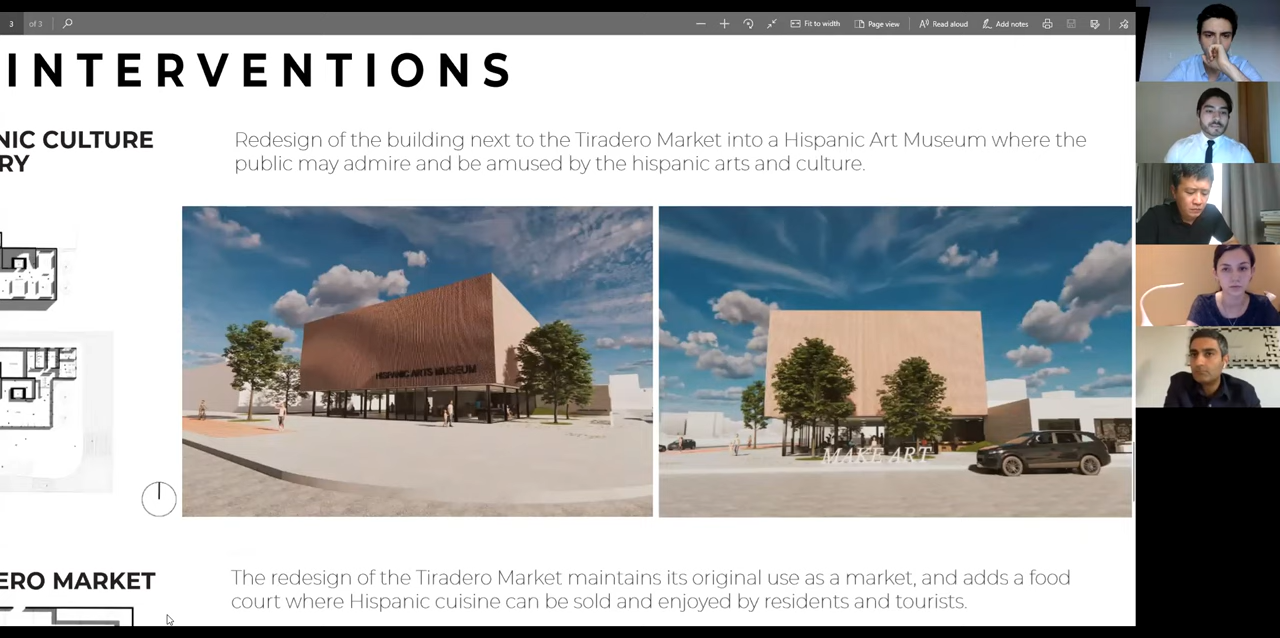 3 of 3
Fit to width
Page view
Read aloud
Add notes
INTERVENTIONS
NIC CULTURE
RY
Redesign of the building next to the Tiradero Market into a Hispanic Art Museum where the
public may admire and be amused by the hispanic arts and culture.
HISPANIC ARTS MUSEUM
MAKE ART
ERO MARKET
The redesign of the Tiradero Market maintains its original use as a market, and adds a food
court where Hispanic cuisine can be sold and enjoyed by residents and tourists.